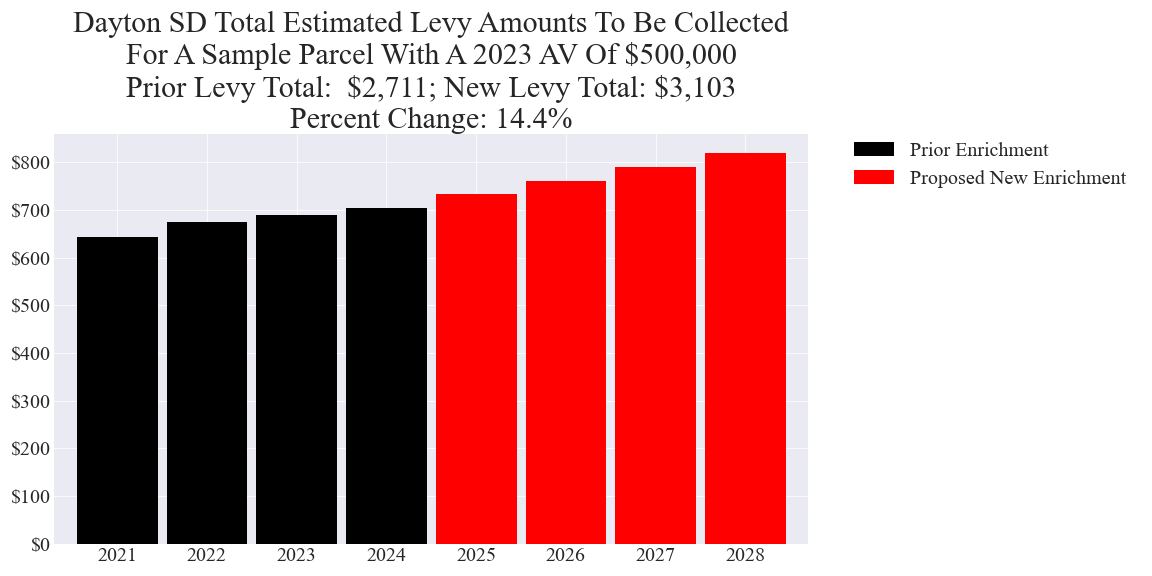 Dayton SD Total Estimated Levy Amounts To Be Collected
For A Sample Parcel With A 2023 AV Of $500,000
Prior Levy Total:  $2,711; New Levy Total: $3,103
Percent Change: 14.4%
Prior Enrichment
Proposed New Enrichment
$800
$700
$600
$500
$400
$300
$200
$100
$0
2021 2022 2023 2024 2025 2026 2027 2028